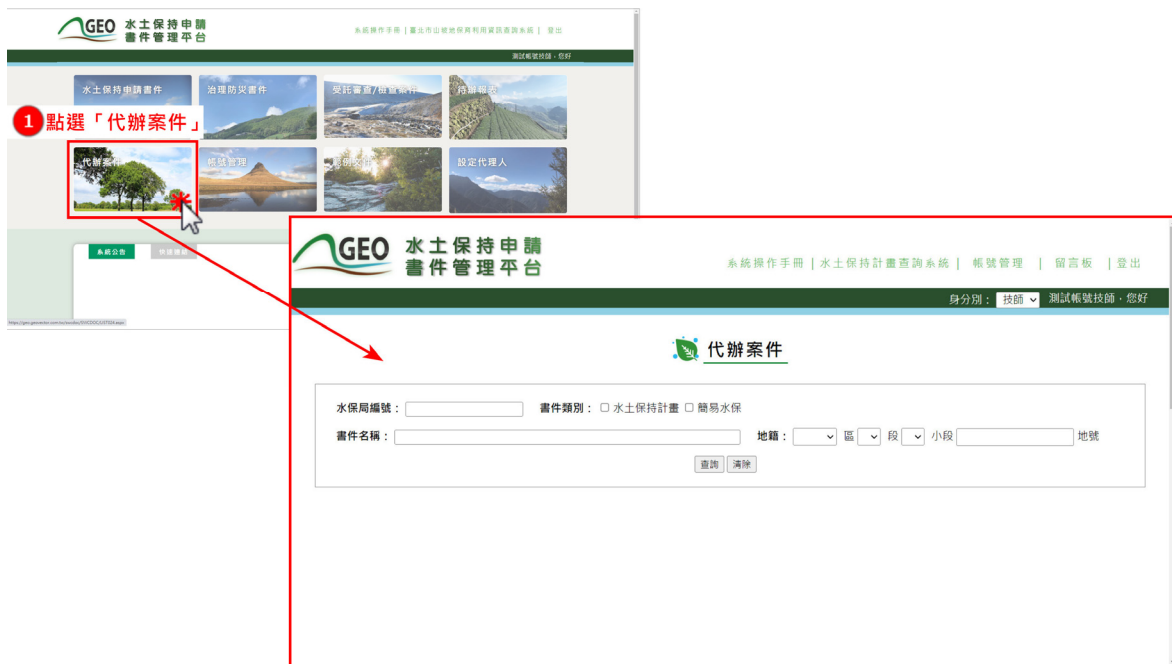 GEO 水土保持申請
書件管理平台
系統操作手冊 | 臺北市山坡地保育利用資訊查詢系統 | 登出
測試帳號技師，您好
水土保持申請書件
治理防災書件
受託審查/檢查案件
待辦報表
1 點選「代辦案件」
代辦案件
帳號管理
範例文件
設定代理人
系統公告
GEO 水土保持申請
書件管理平台
系統操作手冊 | 水土保持計畫查詢系統 | 帳號管理 | 留言板 | 登出
身分別： 技師 測試帳號技師，您好
代辦案件
水保局編號： 書件類別： 水土保持計畫 簡易水保
書件名稱： 地籍： 區 段 小段 地號
查詢 清除